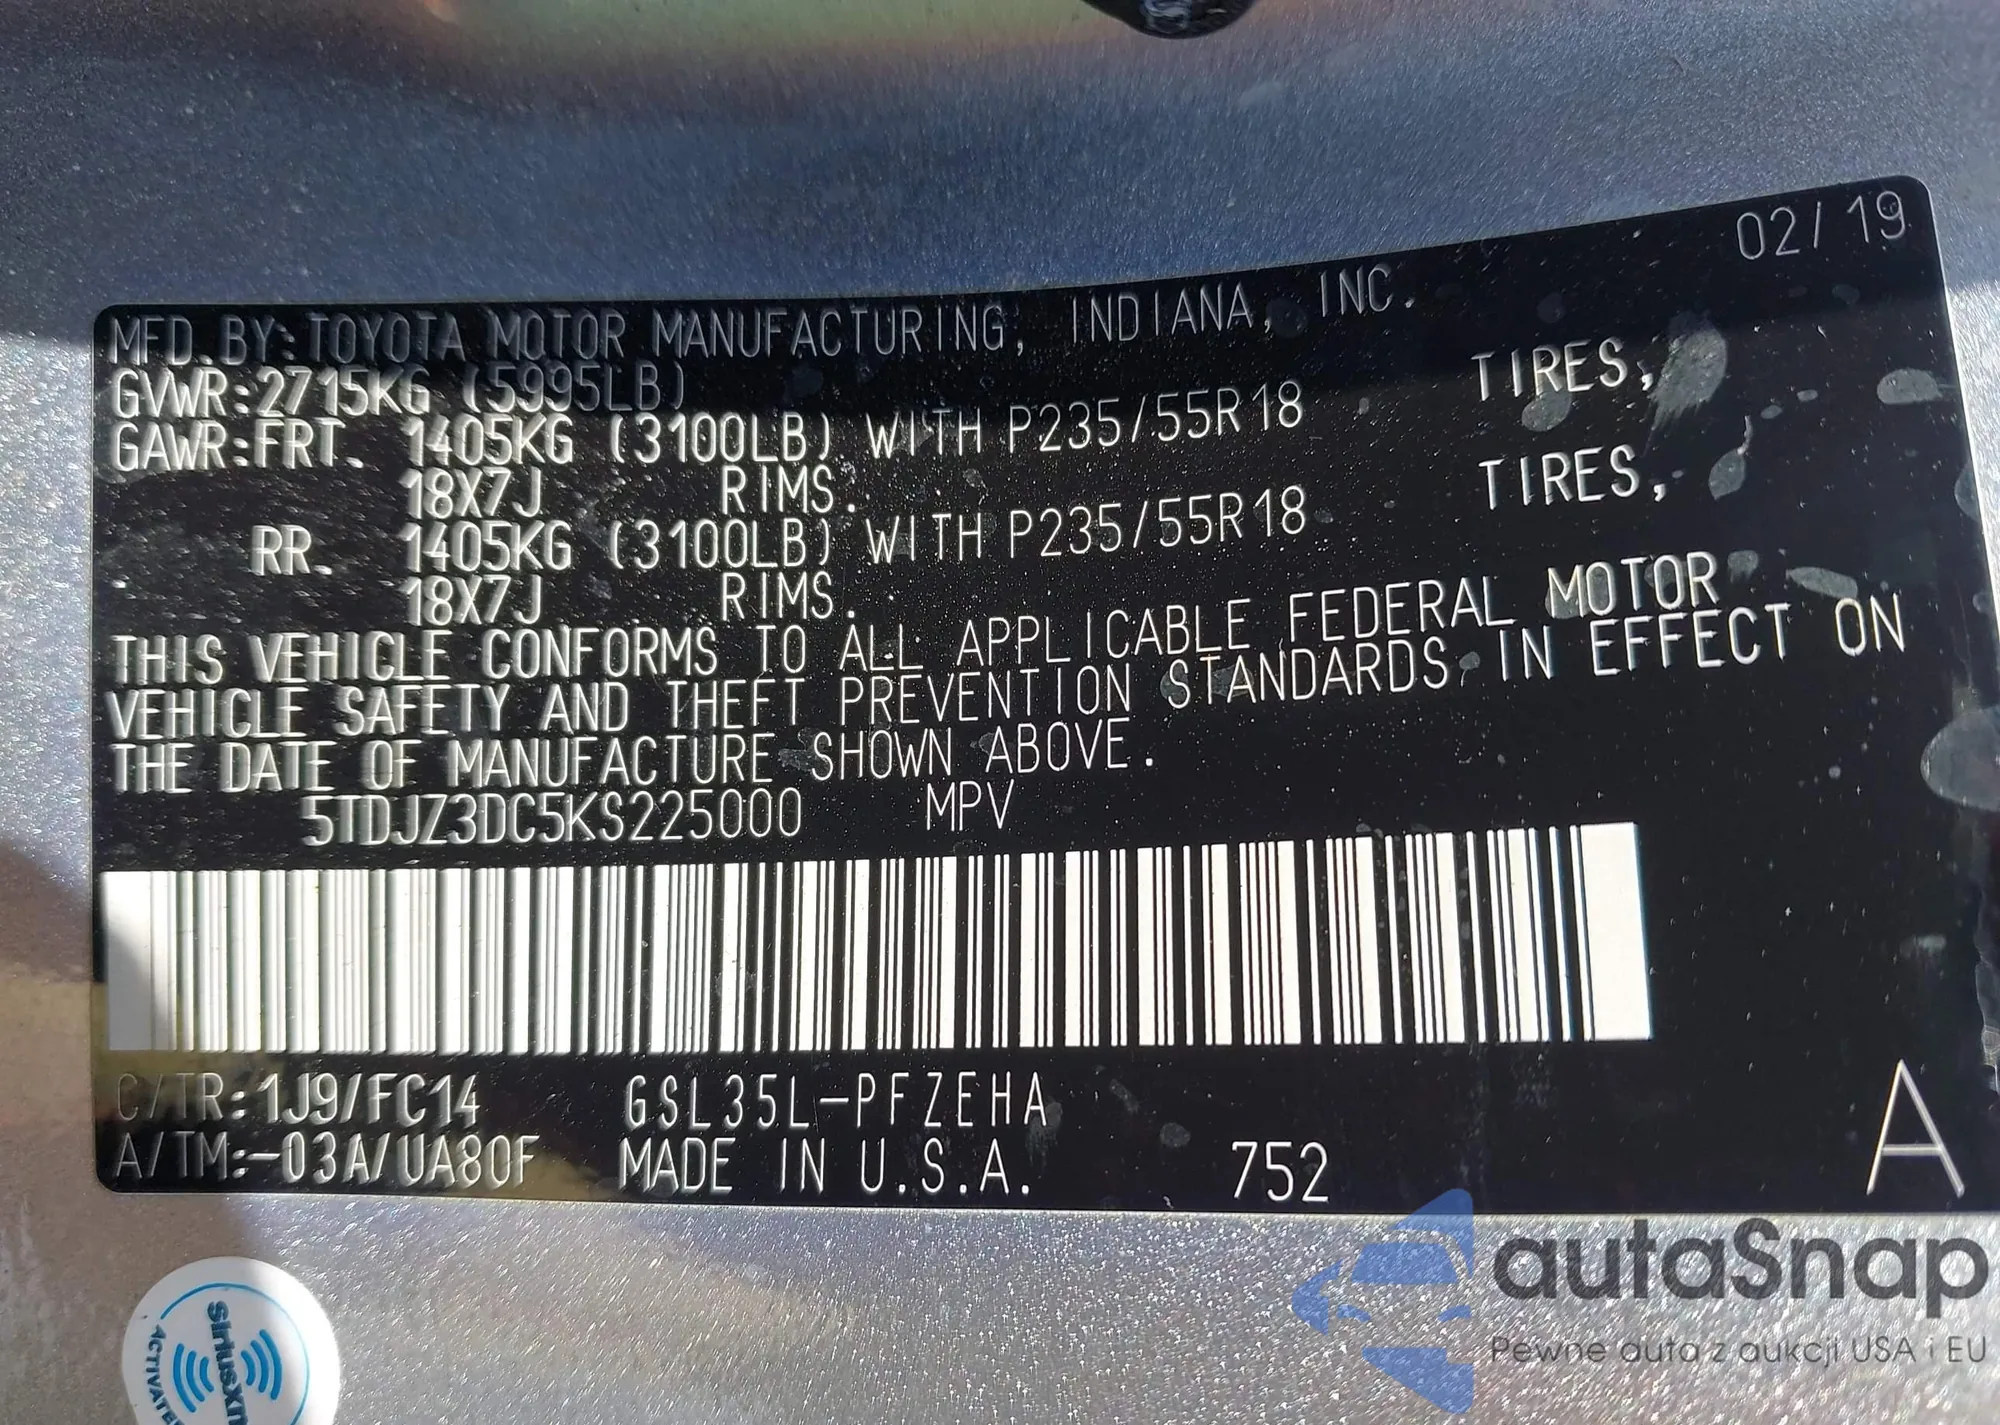 02/19
MFD.BY:TOYOTA MOTOR MANUFACTURING, INDIANA, INC.
GVWR:2715KG (5995LB)
GAWR:FRT. 1405KG (3100LB) WITH P235/55R18 TIRES,
18X7J RIMS.
RR. 1405KG (3100LB) WITH P235/55R18 TIRES,
18X7J RIMS.
THIS VEHICLE CONFORMS TO ALL APPLICABLE FEDERAL MOTOR
VEHICLE SAFETY AND THEFT PREVENTION STANDARDS IN EFFECT ON
THE DATE OF MANUFACTURE SHOWN ABOVE.
5TDJZ3DC5KS225000 MPV
C/TR:1J9/FC14 GSL35L-PFZEHA
A/TM:-03A/UA80F MADE IN U.S.A. 752 A
SiriusXm
ACTIVATE
autaSnap
Pewne auta z aukcji USA i EU